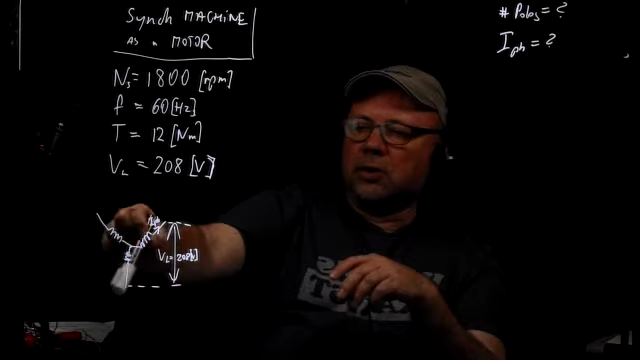 Synch MACHINE
AS a MOTOR
Ns = 1800 [rpm]
f = 60 [Hz]
T = 12 [Nm]
VL = 208 [V]
# Poles = ?
Iph = ?
VL = 208[V]